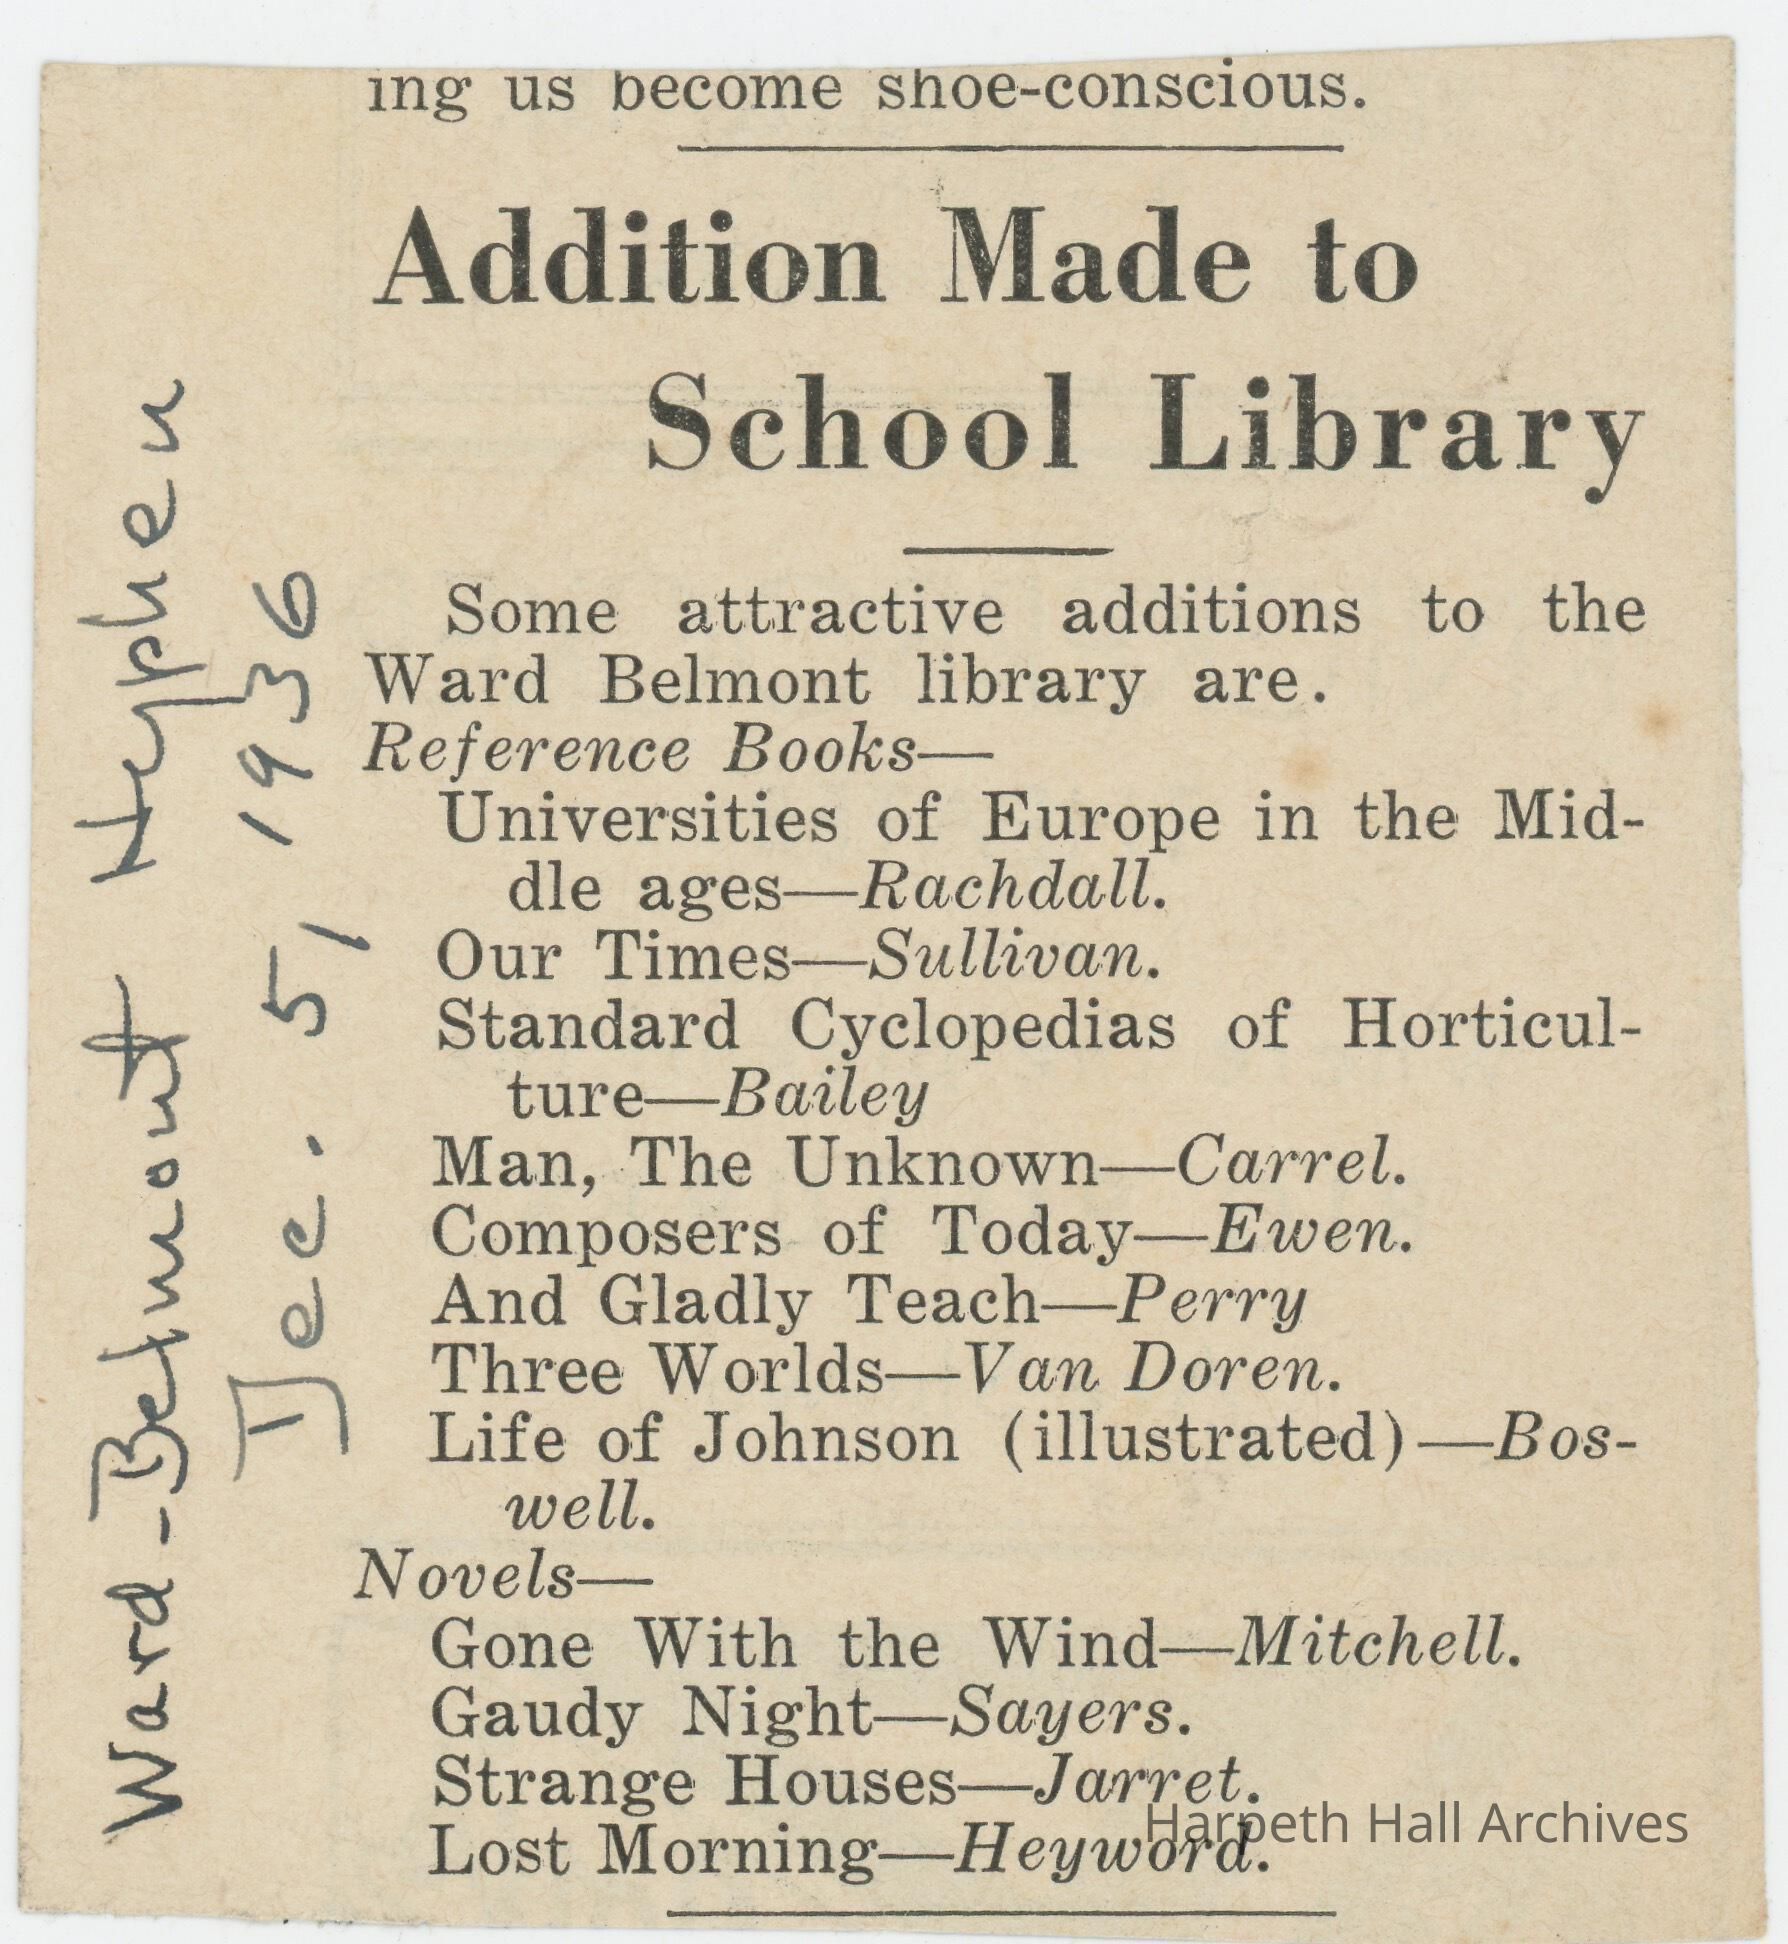 ing us become shoe-conscious.
Addition Made to
School Library
Some attractive additions to the
Ward Belmont library are.
Reference Books—
Universities of Europe in the Mid-
dle ages—Rachdall.
Our Times—Sullivan.
Standard Cyclopedias of Horticul-
ture—Bailey
Man, The Unknown—Carrel.
Composers of Today—Ewen.
And Gladly Teach—Perry
Three Worlds—Van Doren.
Life of Johnson (illustrated)—Bos-
well.
Novels—
Gone With the Wind—Mitchell.
Gaudy Night—Sayers.
Strange Houses—Jarret.
Lost Morning—Heyword.
Ward-Belmont Hyphen
Dec. 5, 1936
Harpeth Hall Archives